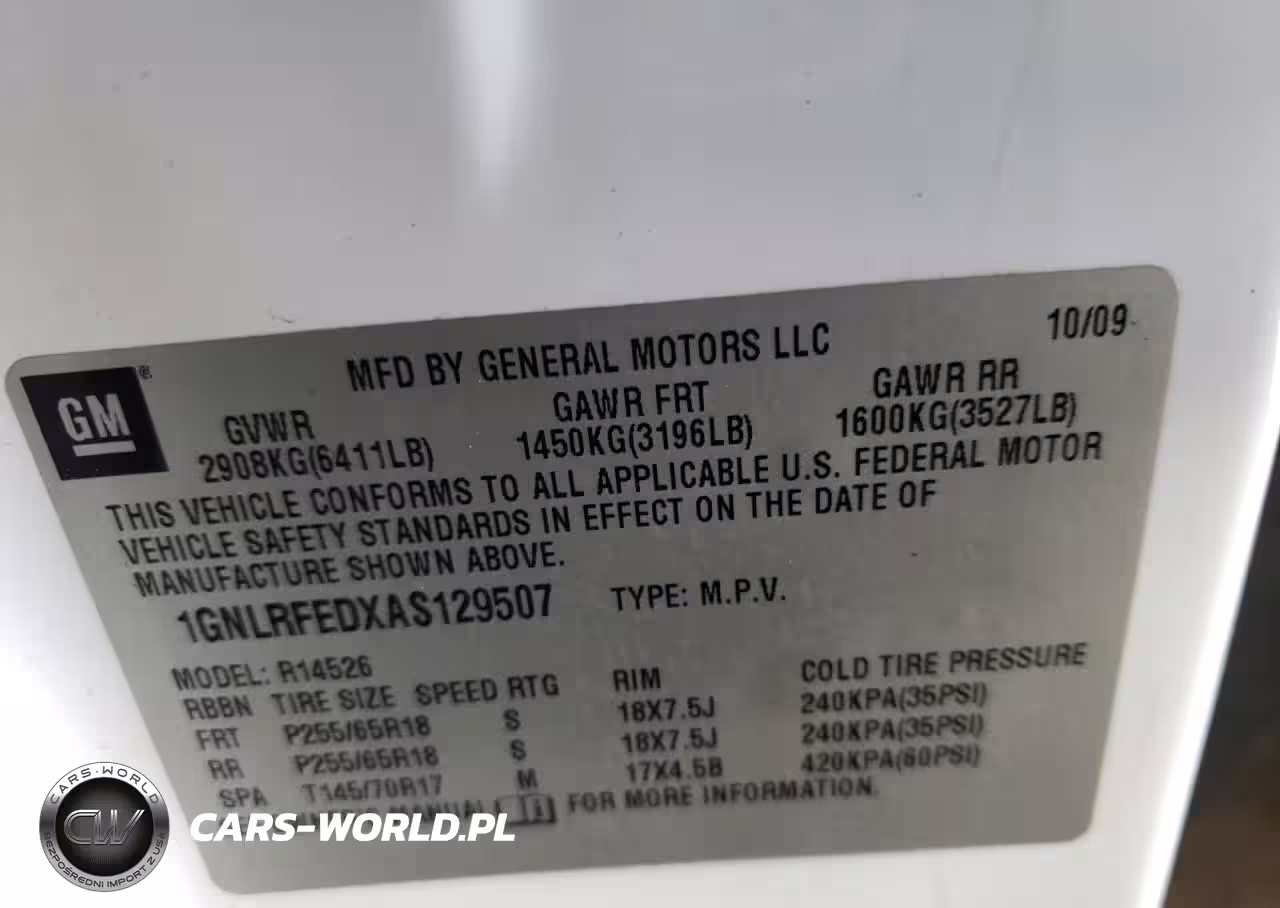 10/09
MFD BY GENERAL MOTORS LLC
GM
GVWR GAWR FRT GAWR RR
2908KG(6411LB) 1450KG(3196LB) 1600KG(3527LB)
THIS VEHICLE CONFORMS TO ALL APPLICABLE U.S. FEDERAL MOTOR
VEHICLE SAFETY STANDARDS IN EFFECT ON THE DATE OF
MANUFACTURE SHOWN ABOVE.
1GNLRFEDXAS129507 TYPE: M.P.V.
MODEL: R14526
RBBN TIRE SIZE SPEED RTG RIM COLD TIRE PRESSURE
FRT P255/65R18 S 18X7.5J 240KPA(35PSI)
RR P255/65R18 S 18X7.5J 240KPA(35PSI)
SPA T145/70R17 M 17X4.5B 420KPA(60PSI)
MANUAL FOR MORE INFORMATION.
CARS-WORLD
CW
BEZPOŚREDNI IMPORT Z USA
CARS-WORLD.PL